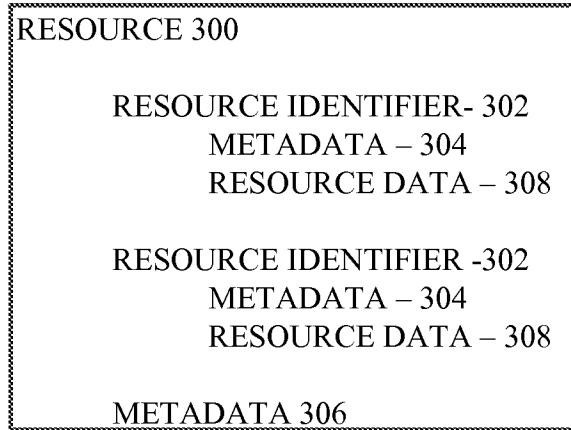 RESOURCE 300
RESOURCE IDENTIFIER- 302
METADATA – 304
RESOURCE DATA – 308
RESOURCE IDENTIFIER -302
METADATA – 304
RESOURCE DATA – 308
METADATA 306